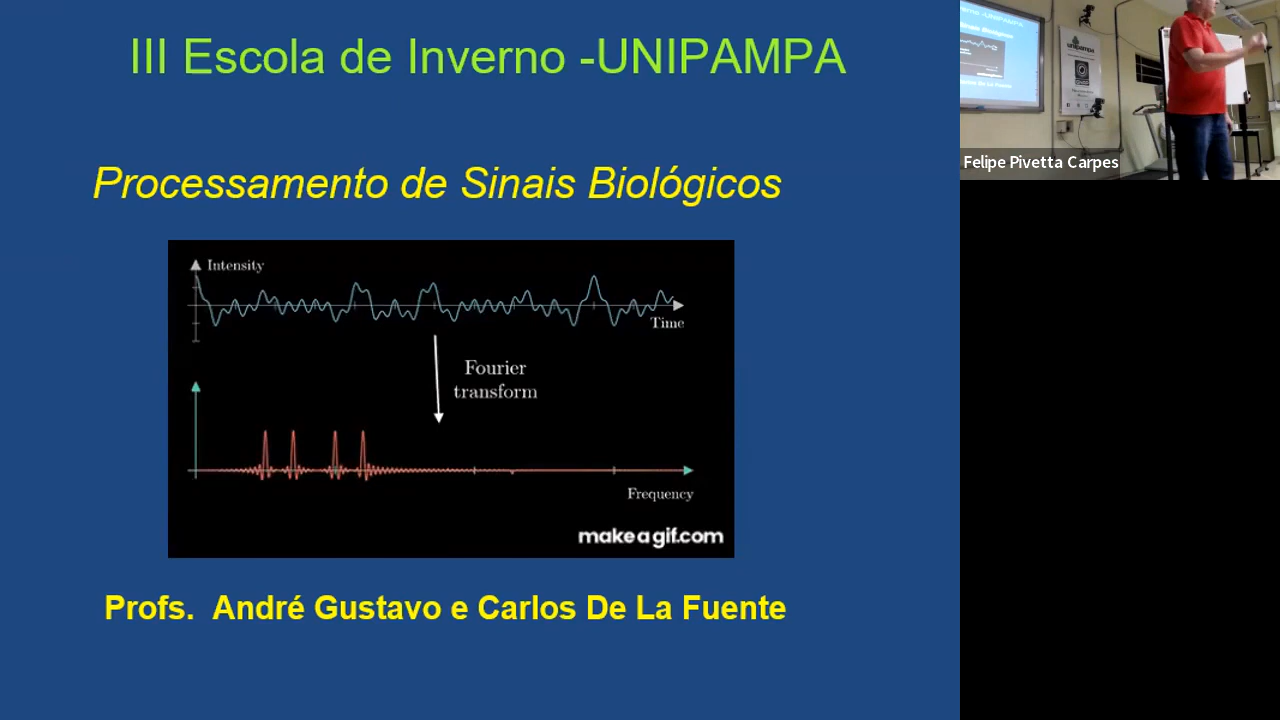 III Escola de Inverno -UNIPAMPA
Processamento de Sinais Biológicos
Intensity
Time
Fourier
transform
Frequency
makeagif.com
Profs. André Gustavo e Carlos De La Fuente
Felipe Pivetta Carpes
unipampa